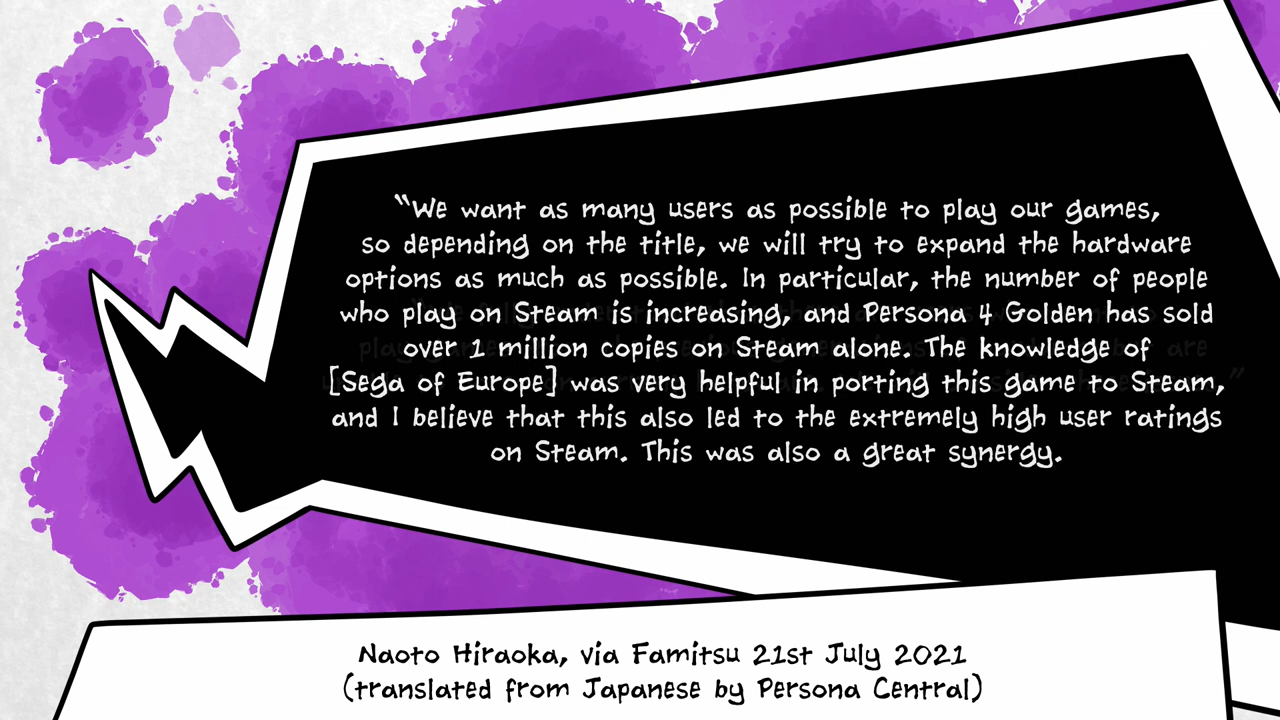 “We want as many users as possible to play our games,
so depending on the title, we will try to expand the hardware
options as much as possible. In particular, the number of people
who play on Steam is increasing, and Persona 4 Golden has sold
over 1 million copies on Steam alone. The knowledge of
[Sega of Europe] was very helpful in porting this game to Steam,
and I believe that this also led to the extremely high user ratings
on Steam. This was also a great synergy.
Naoto Hiraoka, via Famitsu 21st July 2021
(translated from Japanese by Persona Central)